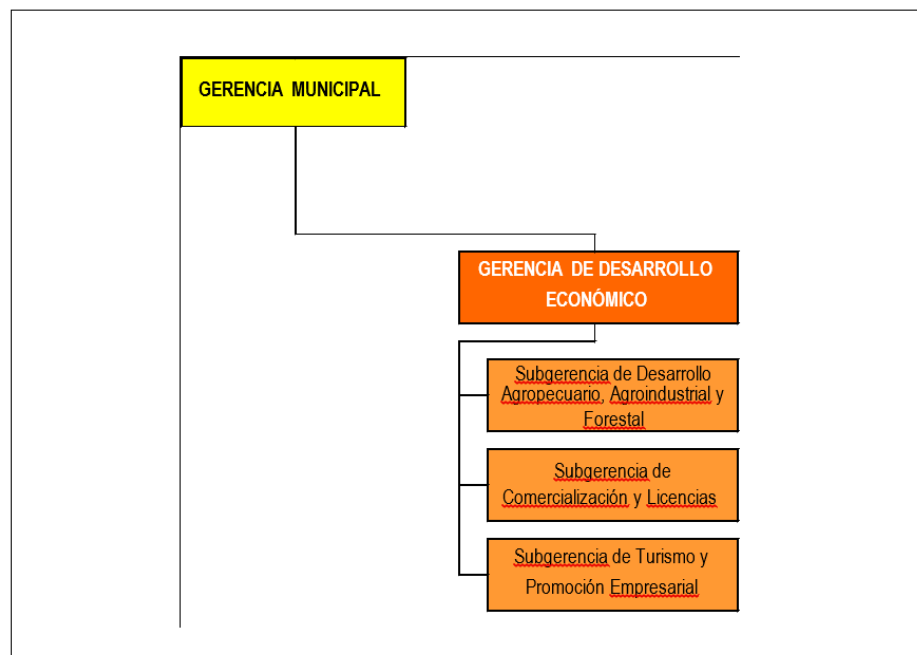 GERENCIA MUNICIPAL
GERENCIA DE DESARROLLO
ECONÓMICO
Subgerencia de Desarrollo
Agropecuario, Agroindustrial y
Forestal
Subgerencia de
Comercialización y Licencias
Subgerencia de Turismo y
Promoción Empresarial